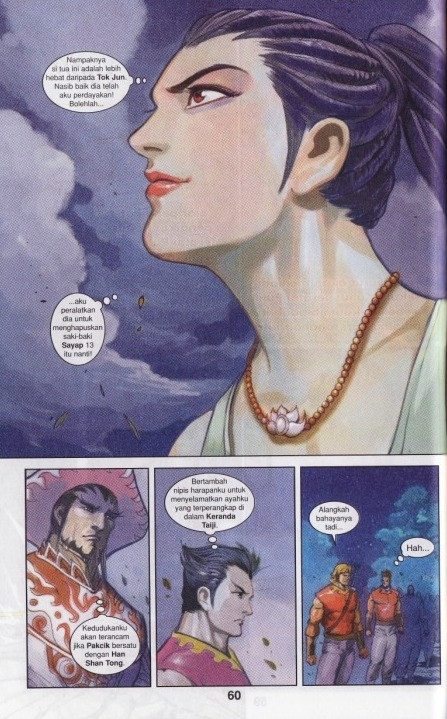 Nampaknya
si tua ini adalah lebih
hebat daripada Tok Jun.
Nasib baik dia telah
aku perdayakan!
Bolehlah...
...aku
peralatkan
dia untuk
menghapuskan
saki-baki
Sayap 13
itu nanti!
Kedudukanku
akan terancam
jika Pakcik bersatu
dengan Han
Shan Tong.
Bertambah
nipis harapanku untuk
menyelamatkan ayahku
yang terperangkap di
dalam Keranda
Taiji.
Alangkah
bahayanya
tadi...
Hah...
60